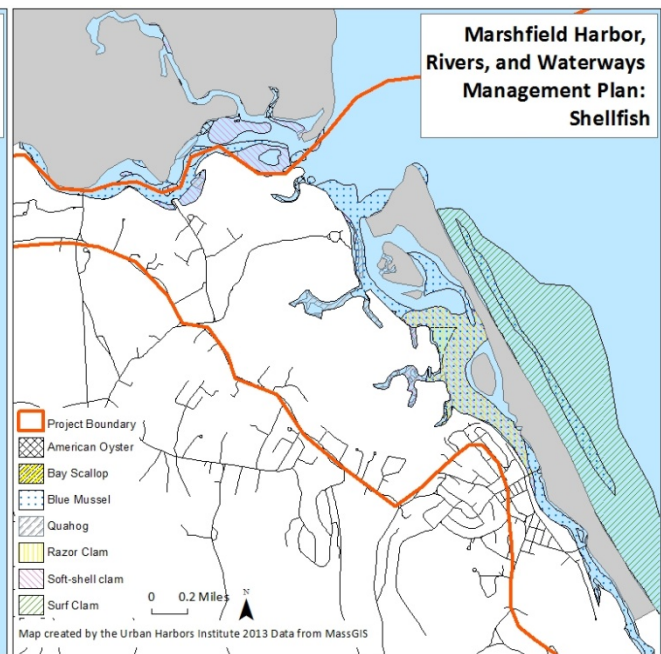 Marshfield Harbor,
Rivers, and Waterways
Management Plan:
Shellfish
Project Boundary
American Oyster
Bay Scallop
Blue Mussel
Quahog
Razor Clam
Soft-shell clam
Surf Clam
0 0.2 Miles
N
Map created by the Urban Harbors Institute 2013 Data from MassGIS